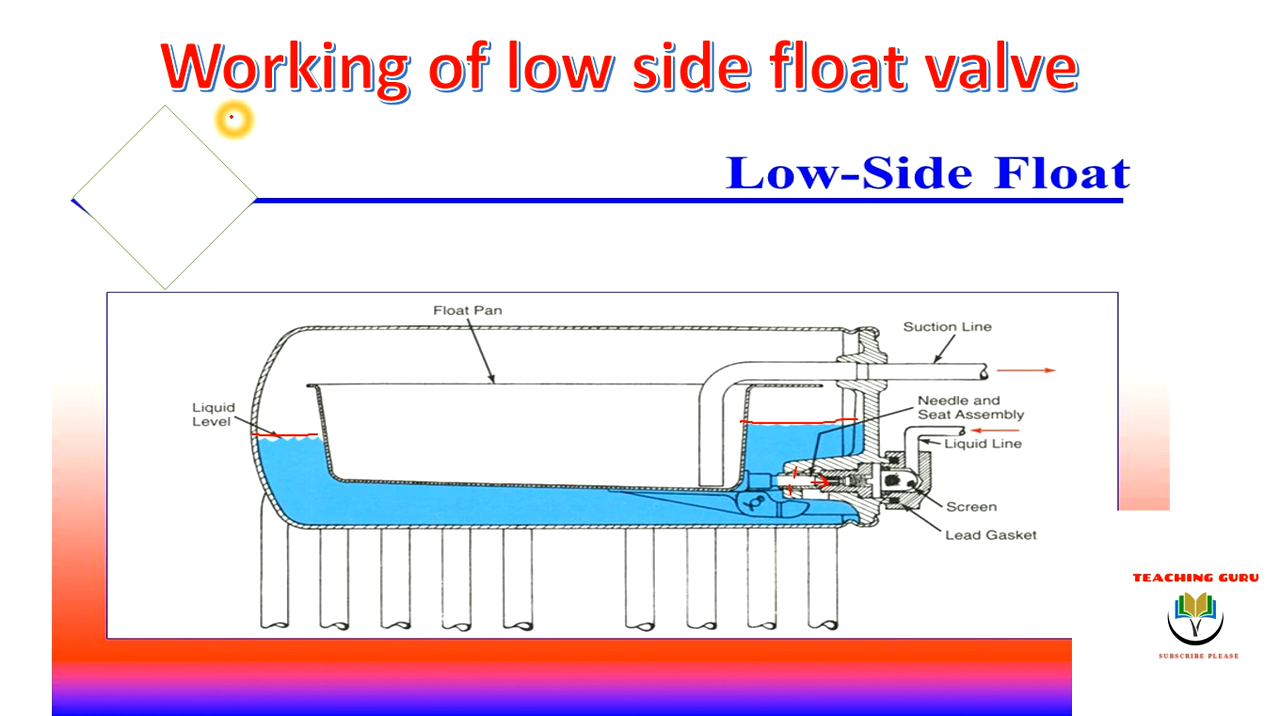 Working of low side float valve
Low-Side Float
Float Pan
Suction Line
Liquid
Level
Needle and
Seat Assembly
Liquid Line
Screen
Lead Gasket
TEACHING GURU
SUBSCRIBE PLEASE